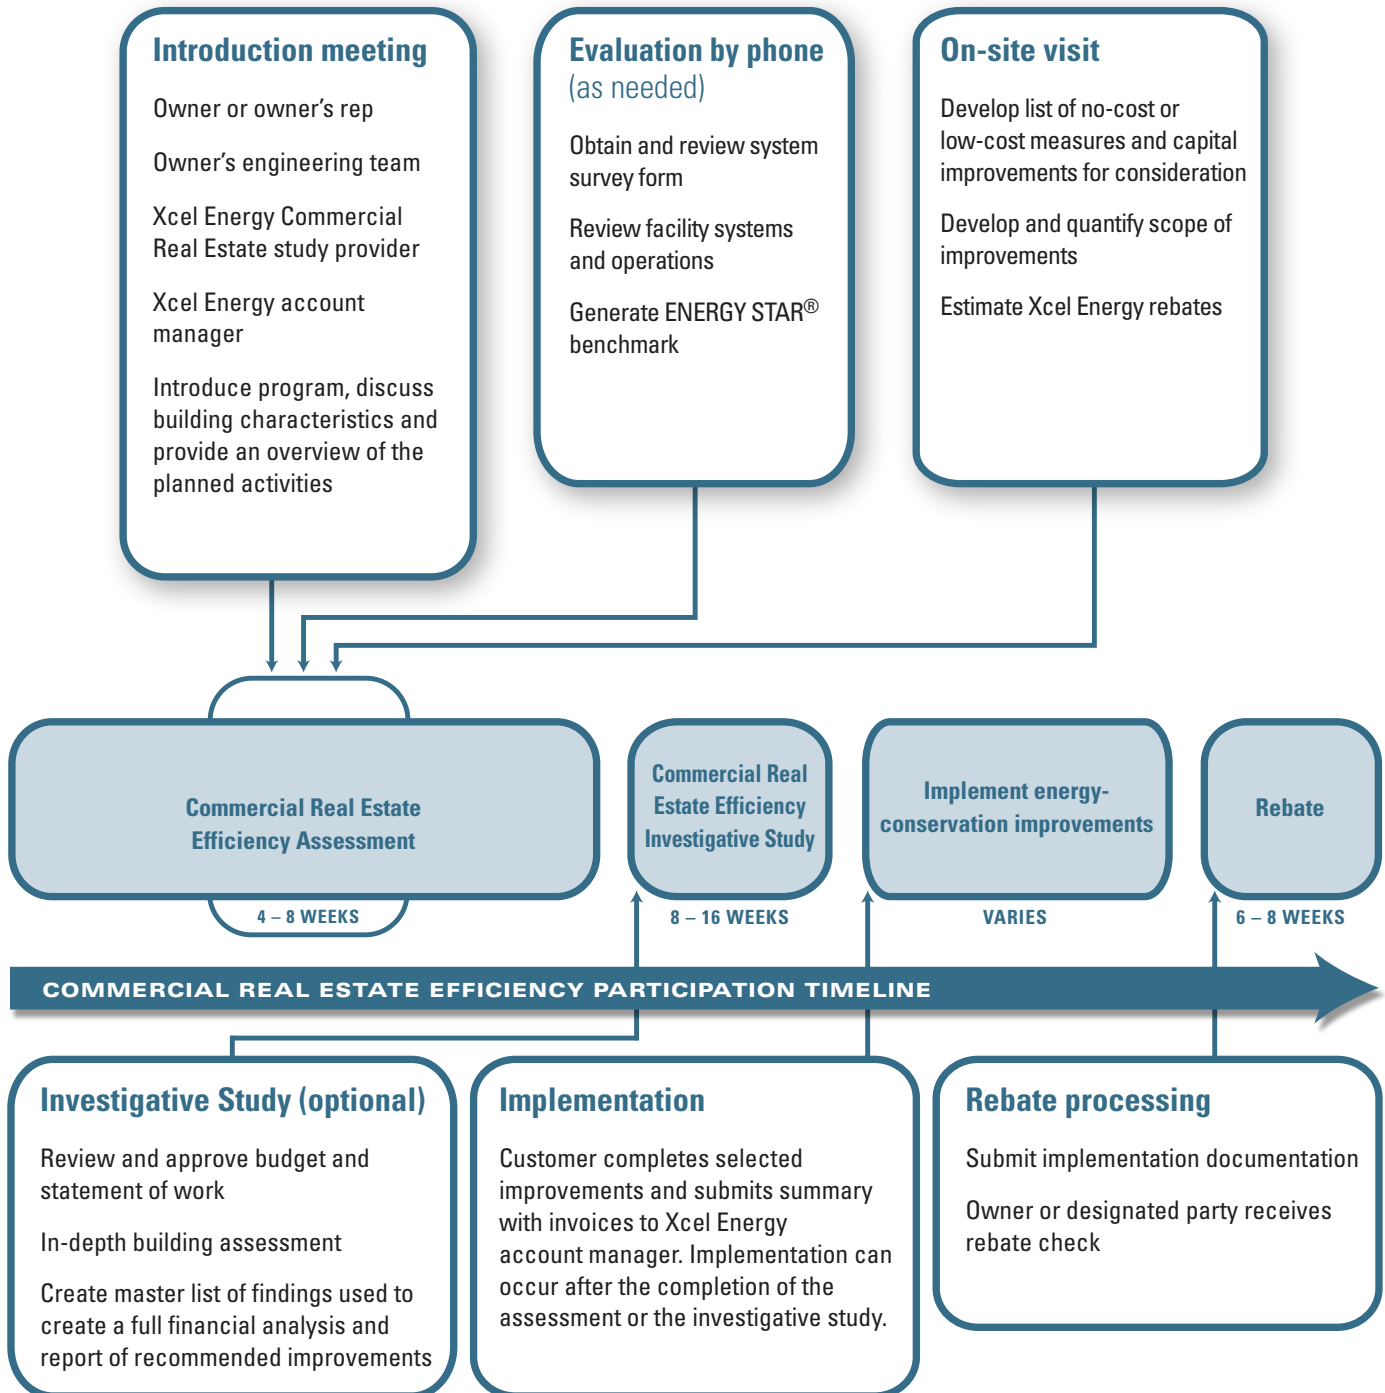 Introduction meeting
Owner or owner's rep
Owner's engineering team
Xcel Energy Commercial
Real Estate study provider
Xcel Energy account
manager
Introduce program, discuss
building characteristics and
provide an overview of the
planned activities
Evaluation by phone
(as needed)
Obtain and review system
survey form
Review facility systems
and operations
Generate ENERGY STAR®
benchmark
On-site visit
Develop list of no-cost or
low-cost measures and capital
improvements for consideration
Develop and quantify scope of
improvements
Estimate Xcel Energy rebates
Commercial Real Estate
Efficiency Assessment
4 – 8 WEEKS
Commercial Real
Estate Efficiency
Investigative Study
8 – 16 WEEKS
Implement energy-
conservation improvements
VARIES
Rebate
6 – 8 WEEKS
COMMERCIAL REAL ESTATE EFFICIENCY PARTICIPATION TIMELINE
Investigative Study (optional)
Review and approve budget and
statement of work
In-depth building assessment
Create master list of findings used to
create a full financial analysis and
report of recommended improvements
Implementation
Customer completes selected
improvements and submits summary
with invoices to Xcel Energy
account manager. Implementation can
occur after the completion of the
assessment or the investigative study.
Rebate processing
Submit implementation documentation
Owner or designated party receives
rebate check